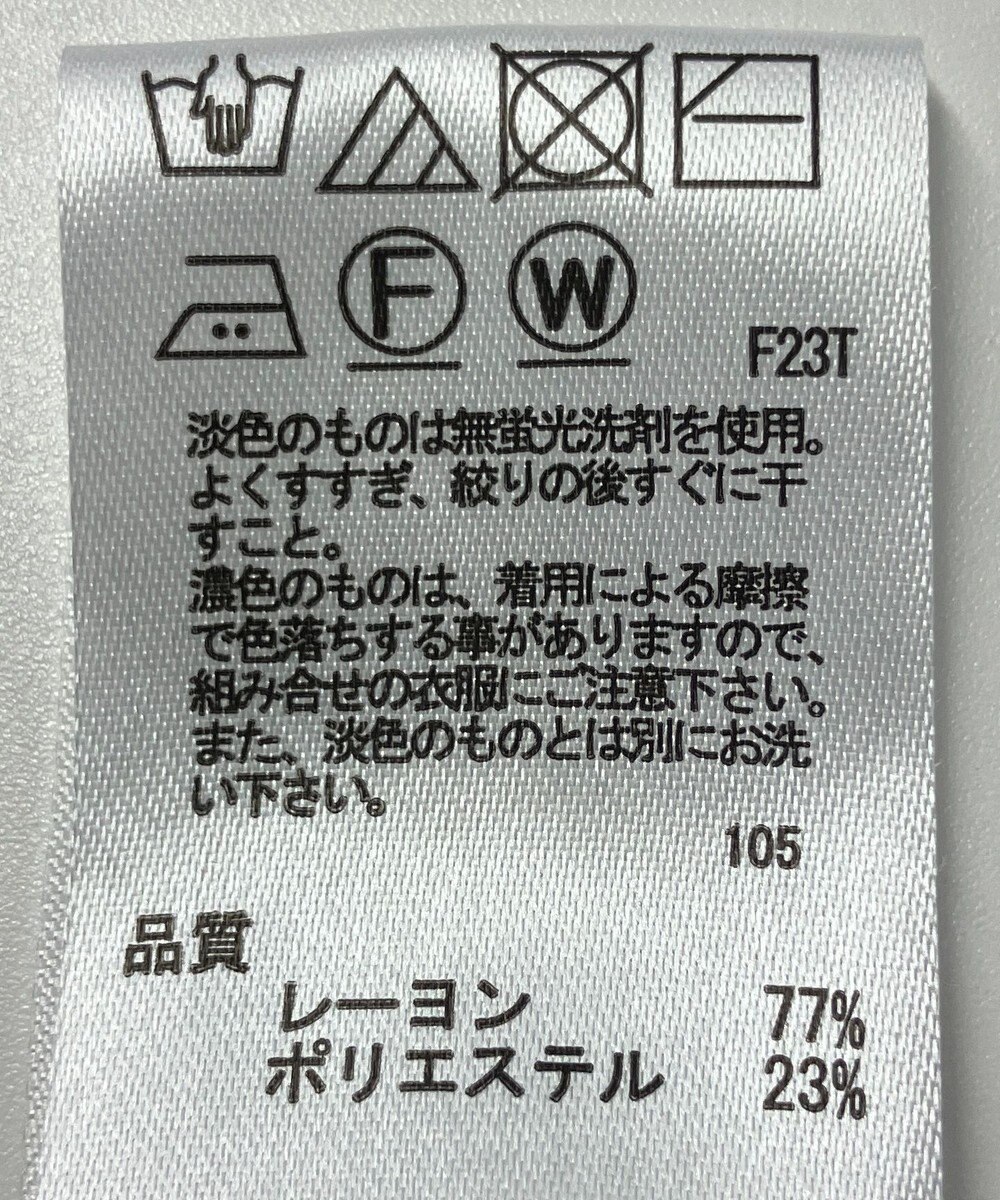 F W
F23T
淡色のものは無蛍光洗剤を使用。
よくすすぎ、絞りの後すぐに干
すこと。
濃色のものは、着用による摩擦
で色落ちする事がありますので、
組み合せの衣服にご注意下さい。
また、淡色のものとは別にお洗
い下さい。
105
品質
レーヨン 77%
ポリエステル 23%